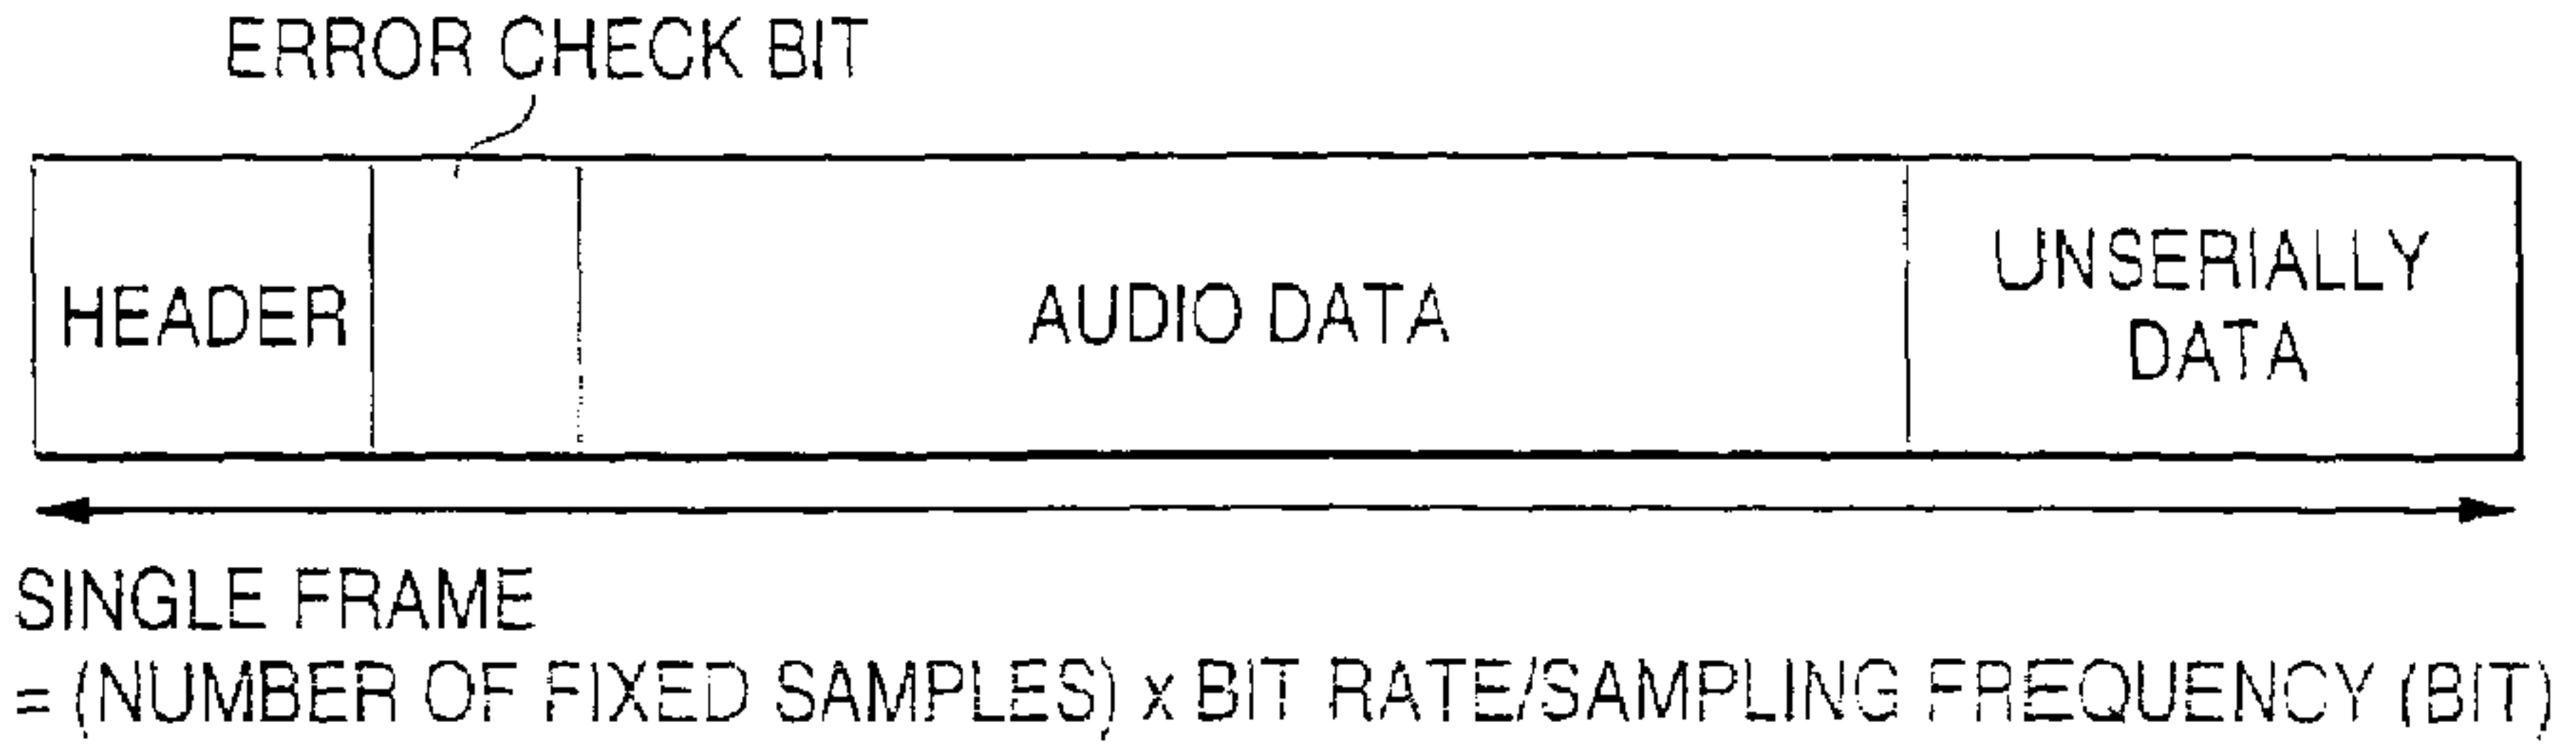 ERROR CHECK BIT
HEADER
AUDIO DATA
UNSERIALLY
DATA
SINGLE FRAME
= (NUMBER OF FIXED SAMPLES) x BIT RATE/SAMPLING FREQUENCY (BIT)